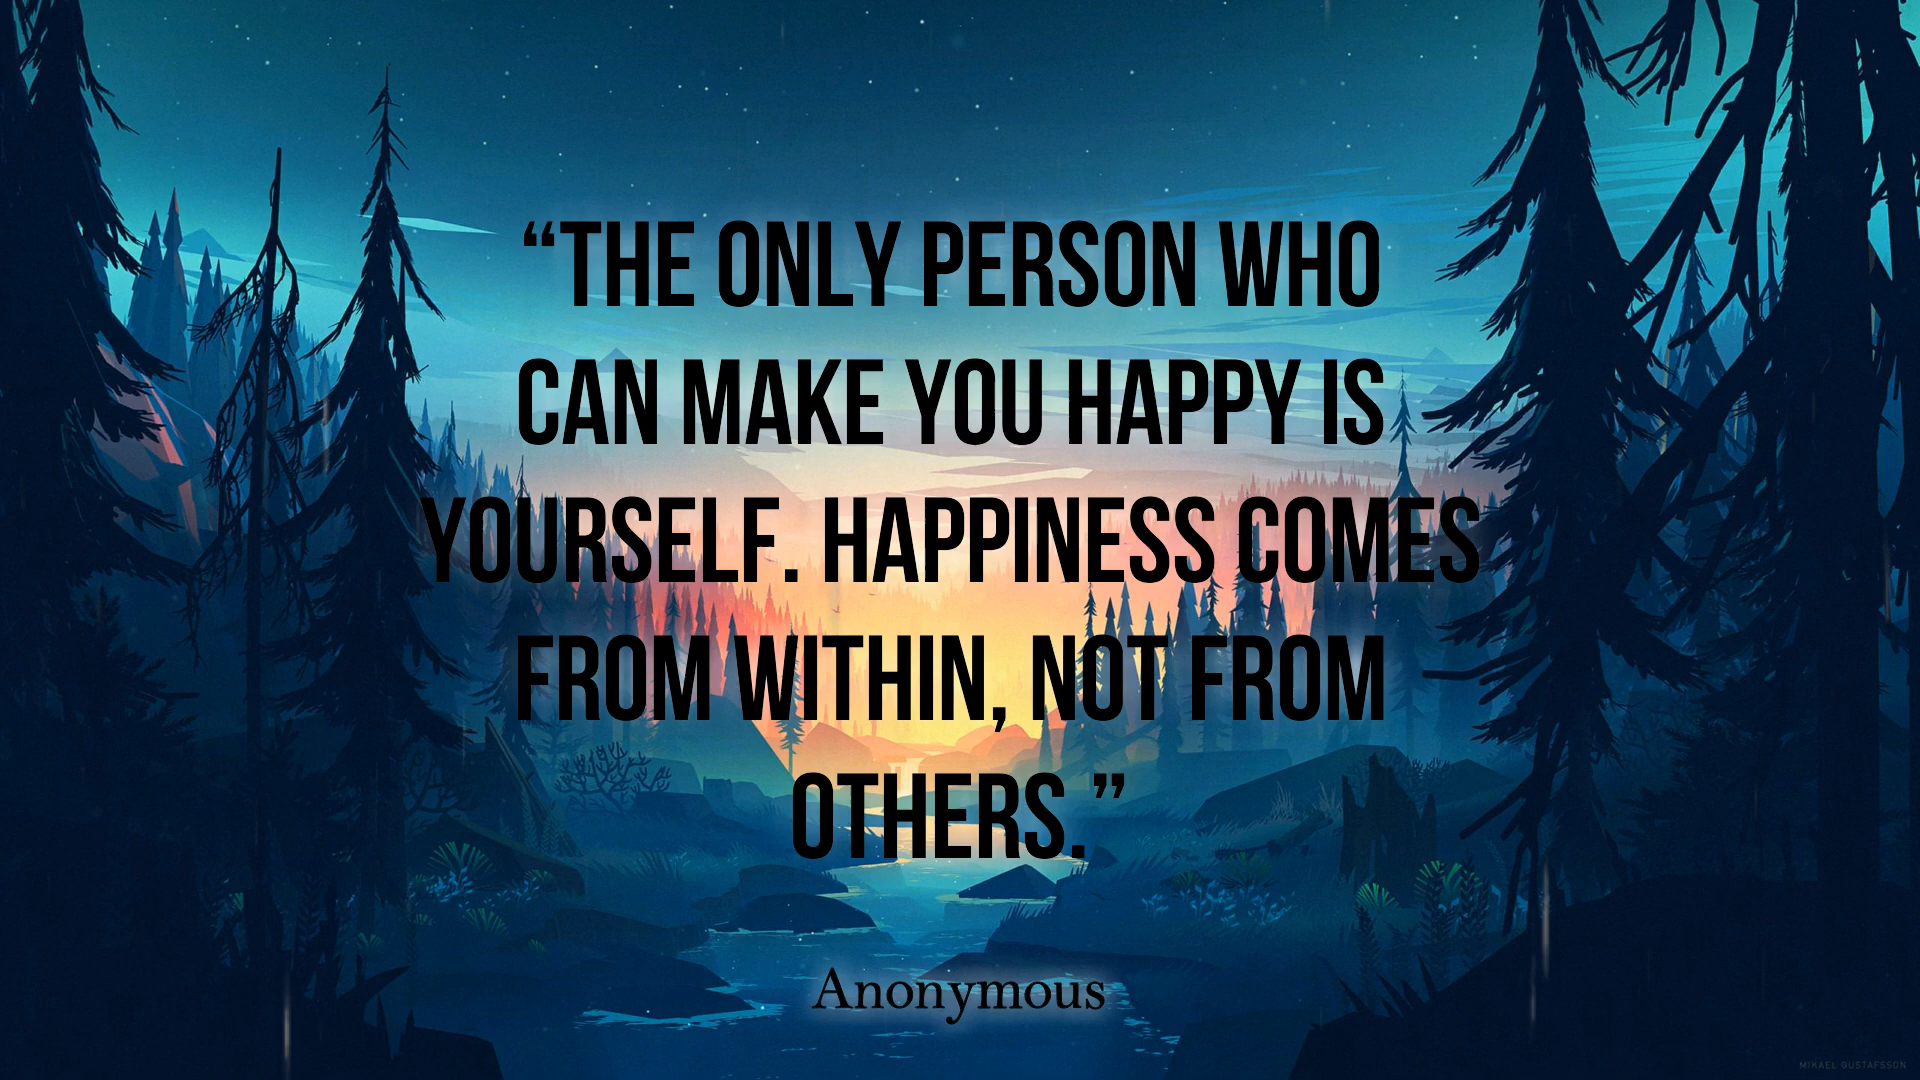 “THE ONLY PERSON WHO
CAN MAKE YOU HAPPY IS
YOURSELF. HAPPINESS COMES
FROM WITHIN, NOT FROM
OTHERS.”
Anonymous
MIKAEL GUSTAFSSON